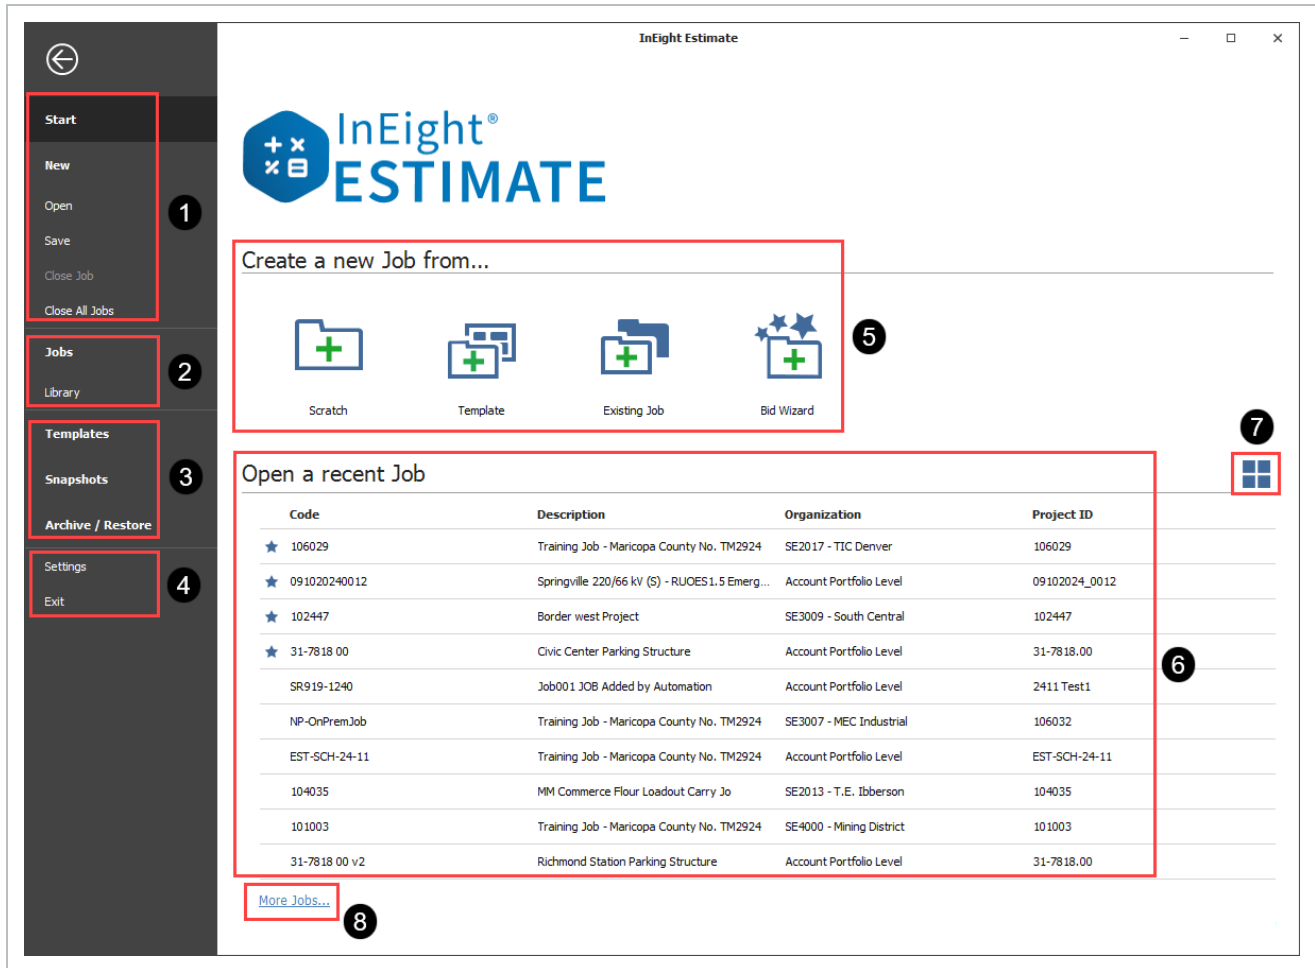 InEight Estimate
Start
New
Open
Save
Close Job
Close All Jobs
1
Jobs
Library
2
Templates
Snapshots
Archive / Restore
3
Settings
Exit
4
InEight®
ESTIMATE
Create a new Job from...
Scratch Template Existing Job Bid Wizard
5
7
Open a recent Job
Code Description Organization Project ID
106029 Training Job - Maricopa County No. TM2924 SE2017 - TIC Denver 106029
091020240012 Springville 220/66 kV (S) - RUOES1.5 Emerg... Account Portfolio Level 09102024_0012
102447 Border west Project SE3009 - South Central 102447
31-7818 00 Civic Center Parking Structure Account Portfolio Level 31-7818.00
SR919-1240 Job001 JOB Added by Automation Account Portfolio Level 2411Test1
NP-OnPremJob Training Job - Maricopa County No. TM2924 SE3007 - MEC Industrial 106032
EST-SCH-24-11 Training Job - Maricopa County No. TM2924 Account Portfolio Level EST-SCH-24-11
104035 MM Commerce Flour Loadout Carry Jo SE2013 - T.E. Ibberson 104035
101003 Training Job - Maricopa County No. TM2924 SE4000 - Mining District 101003
31-7818 00 v2 Richmond Station Parking Structure Account Portfolio Level 31-7818.00
6
More Jobs...
8